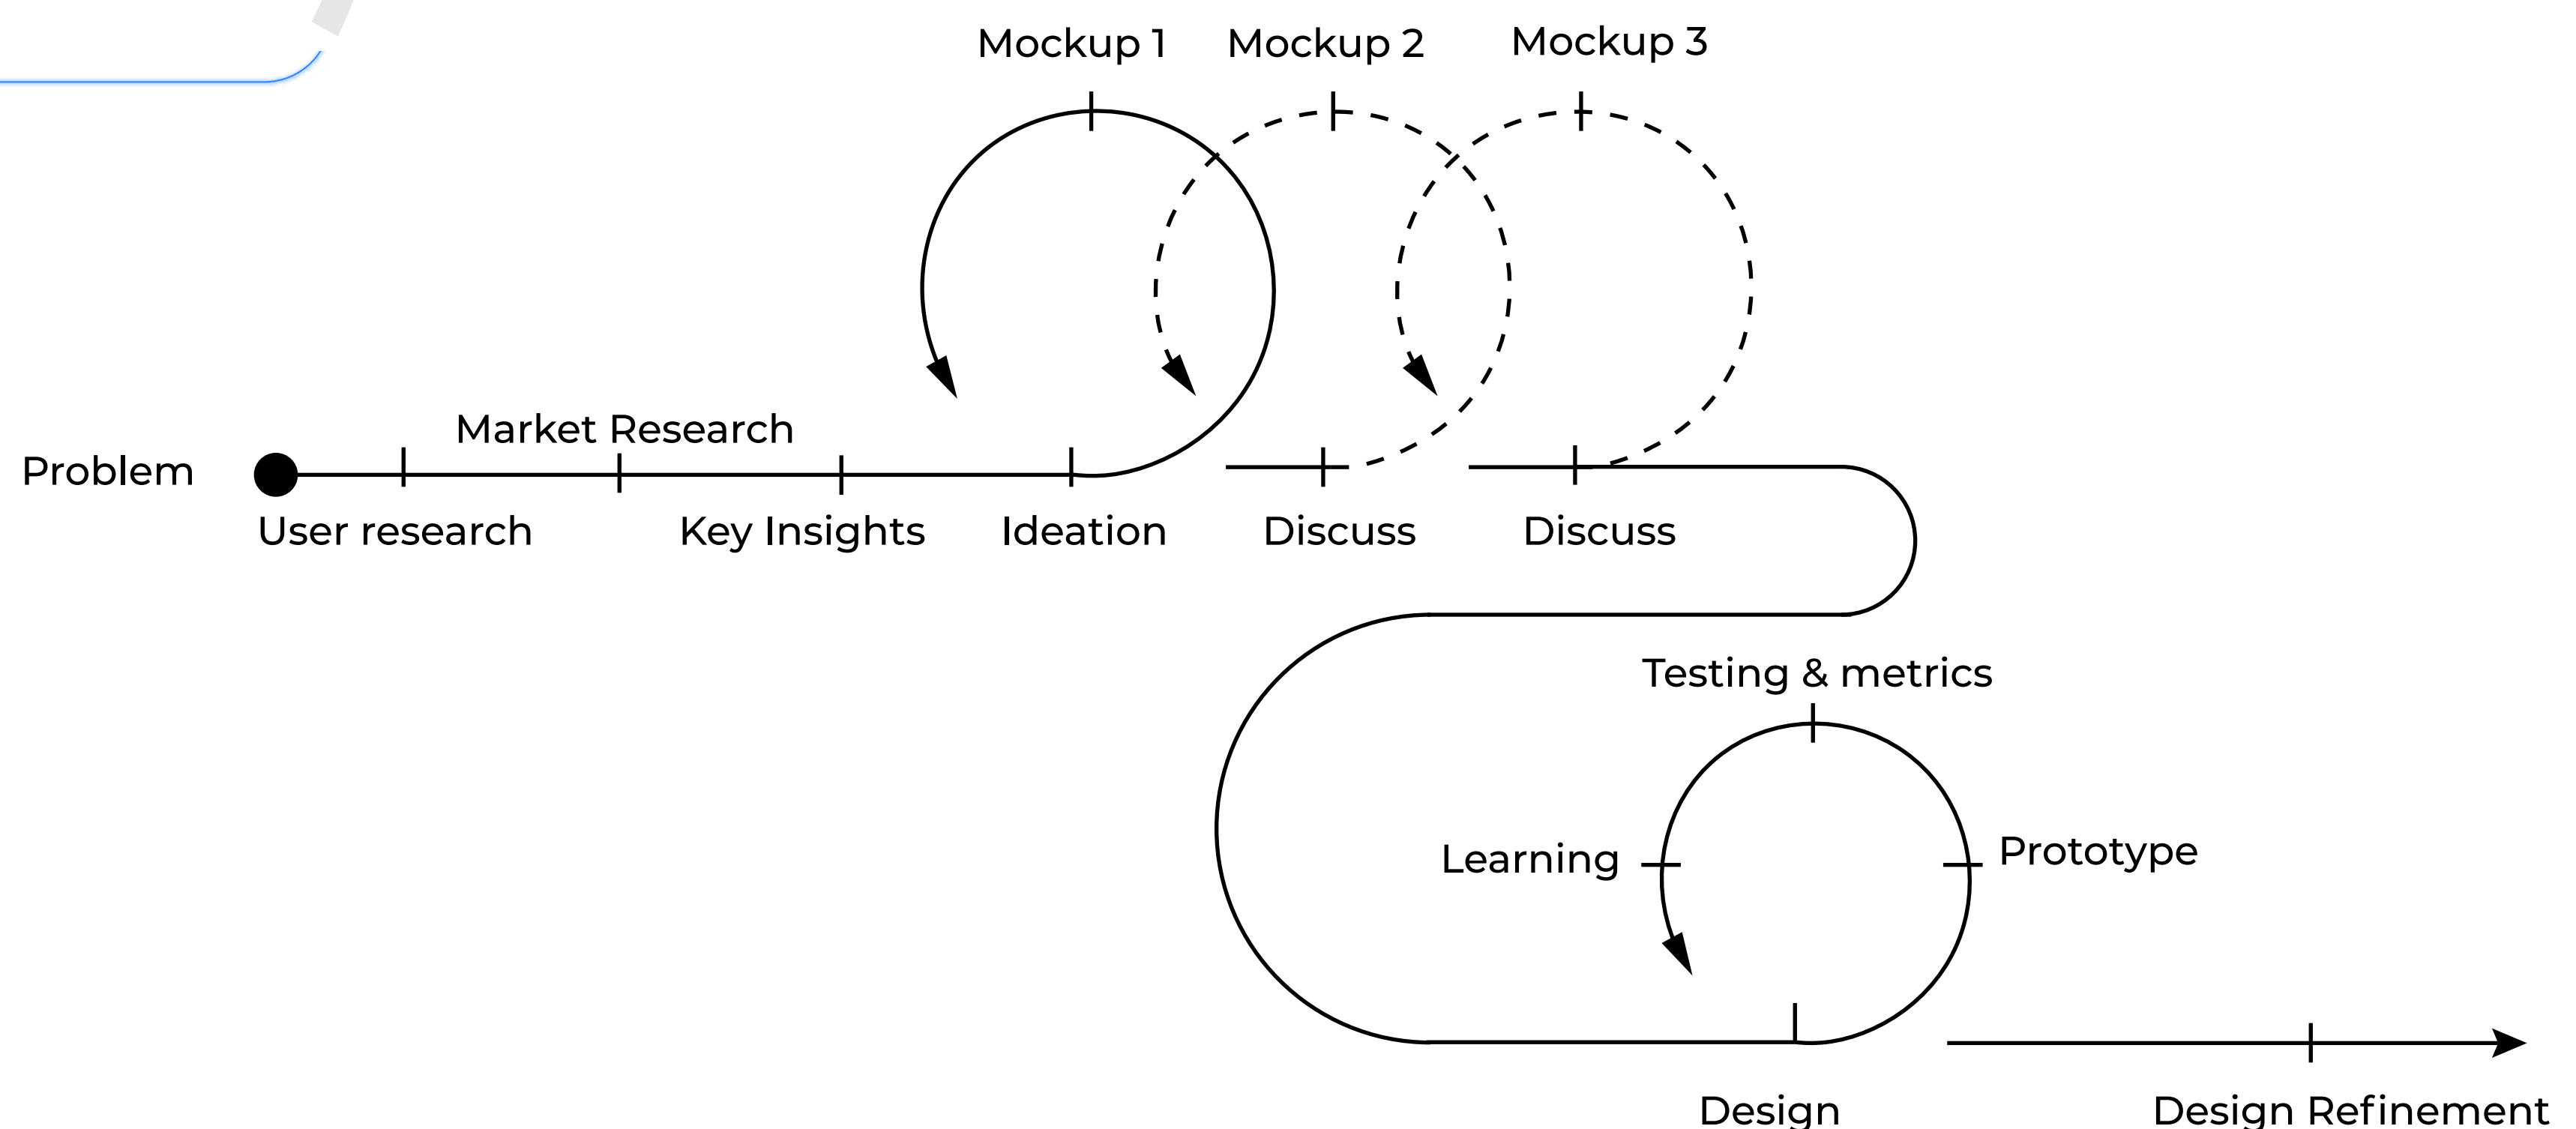 Mockup 1
Mockup 2
Mockup 3
Problem
Market Research
User research
Key Insights
Ideation
Discuss
Discuss
Testing & metrics
Learning
Prototype
Design
Design Refinement